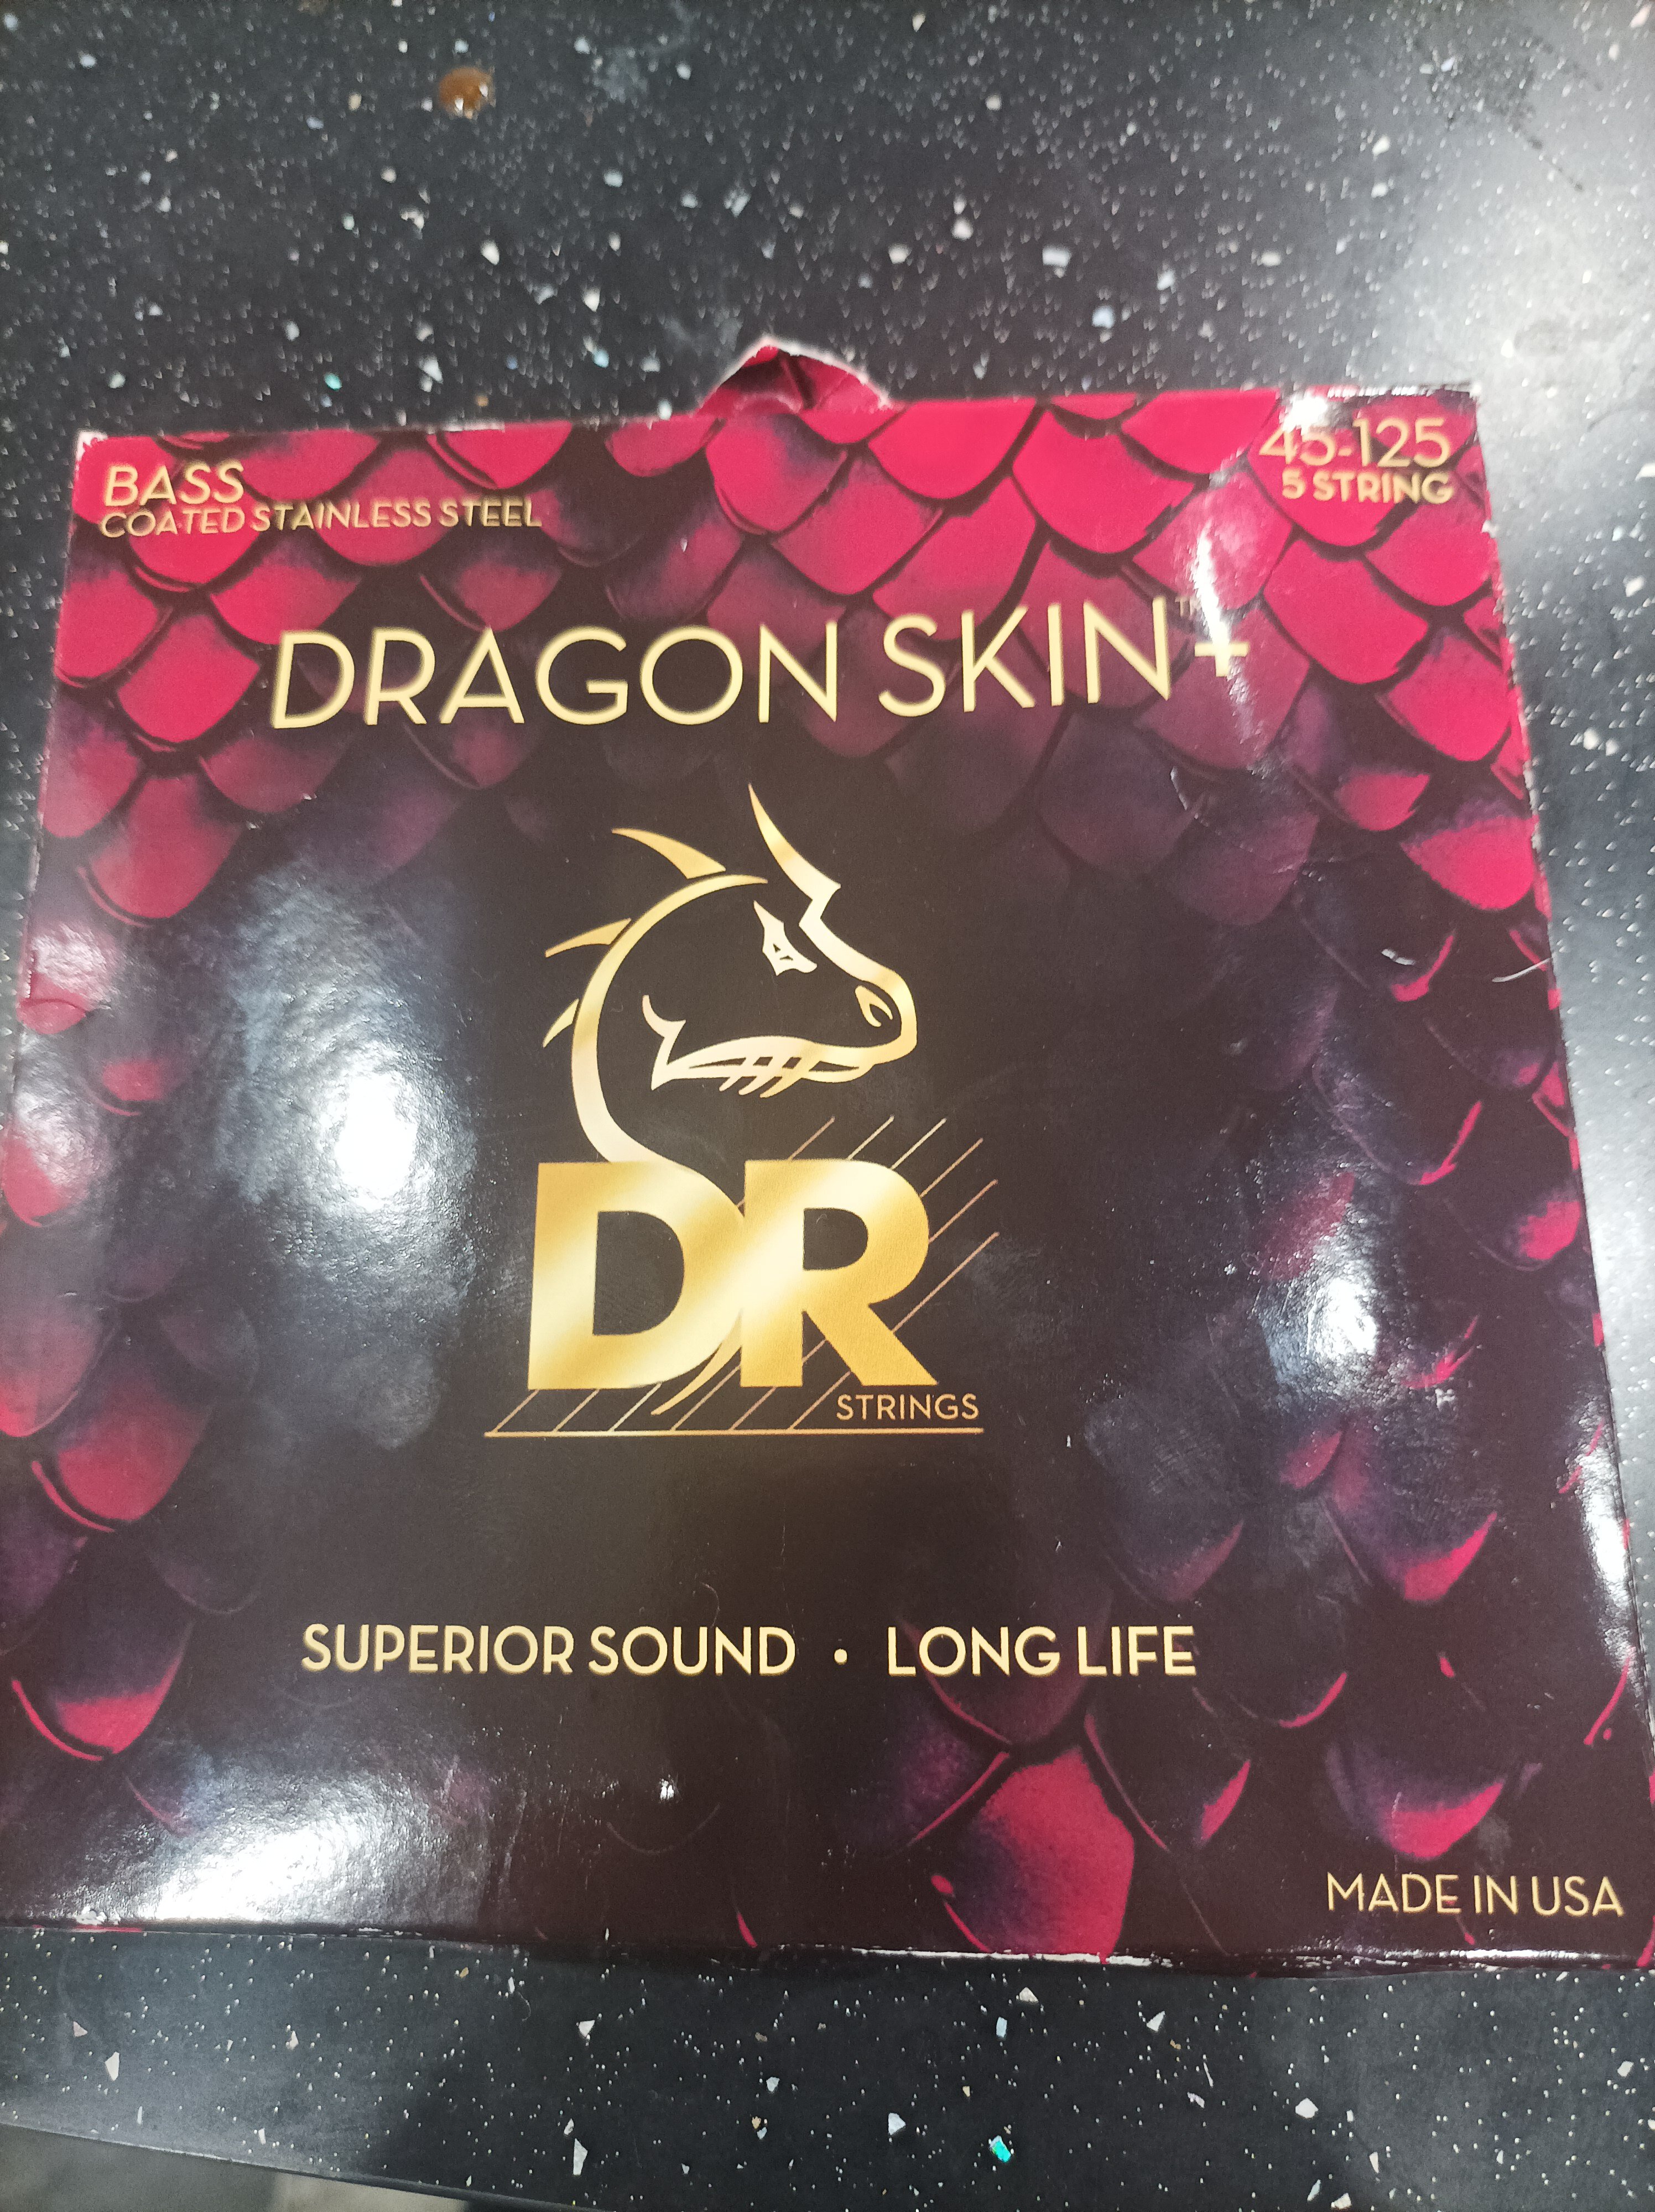 BASS
COATED STAINLESS STEEL
45-125
5 STRING
DRAGON SKIN+™
DR
STRINGS
SUPERIOR SOUND • LONG LIFE
MADE IN USA